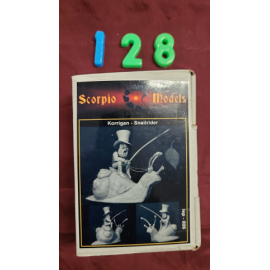 128
Scorpio Models
Korrigan - Snailrider